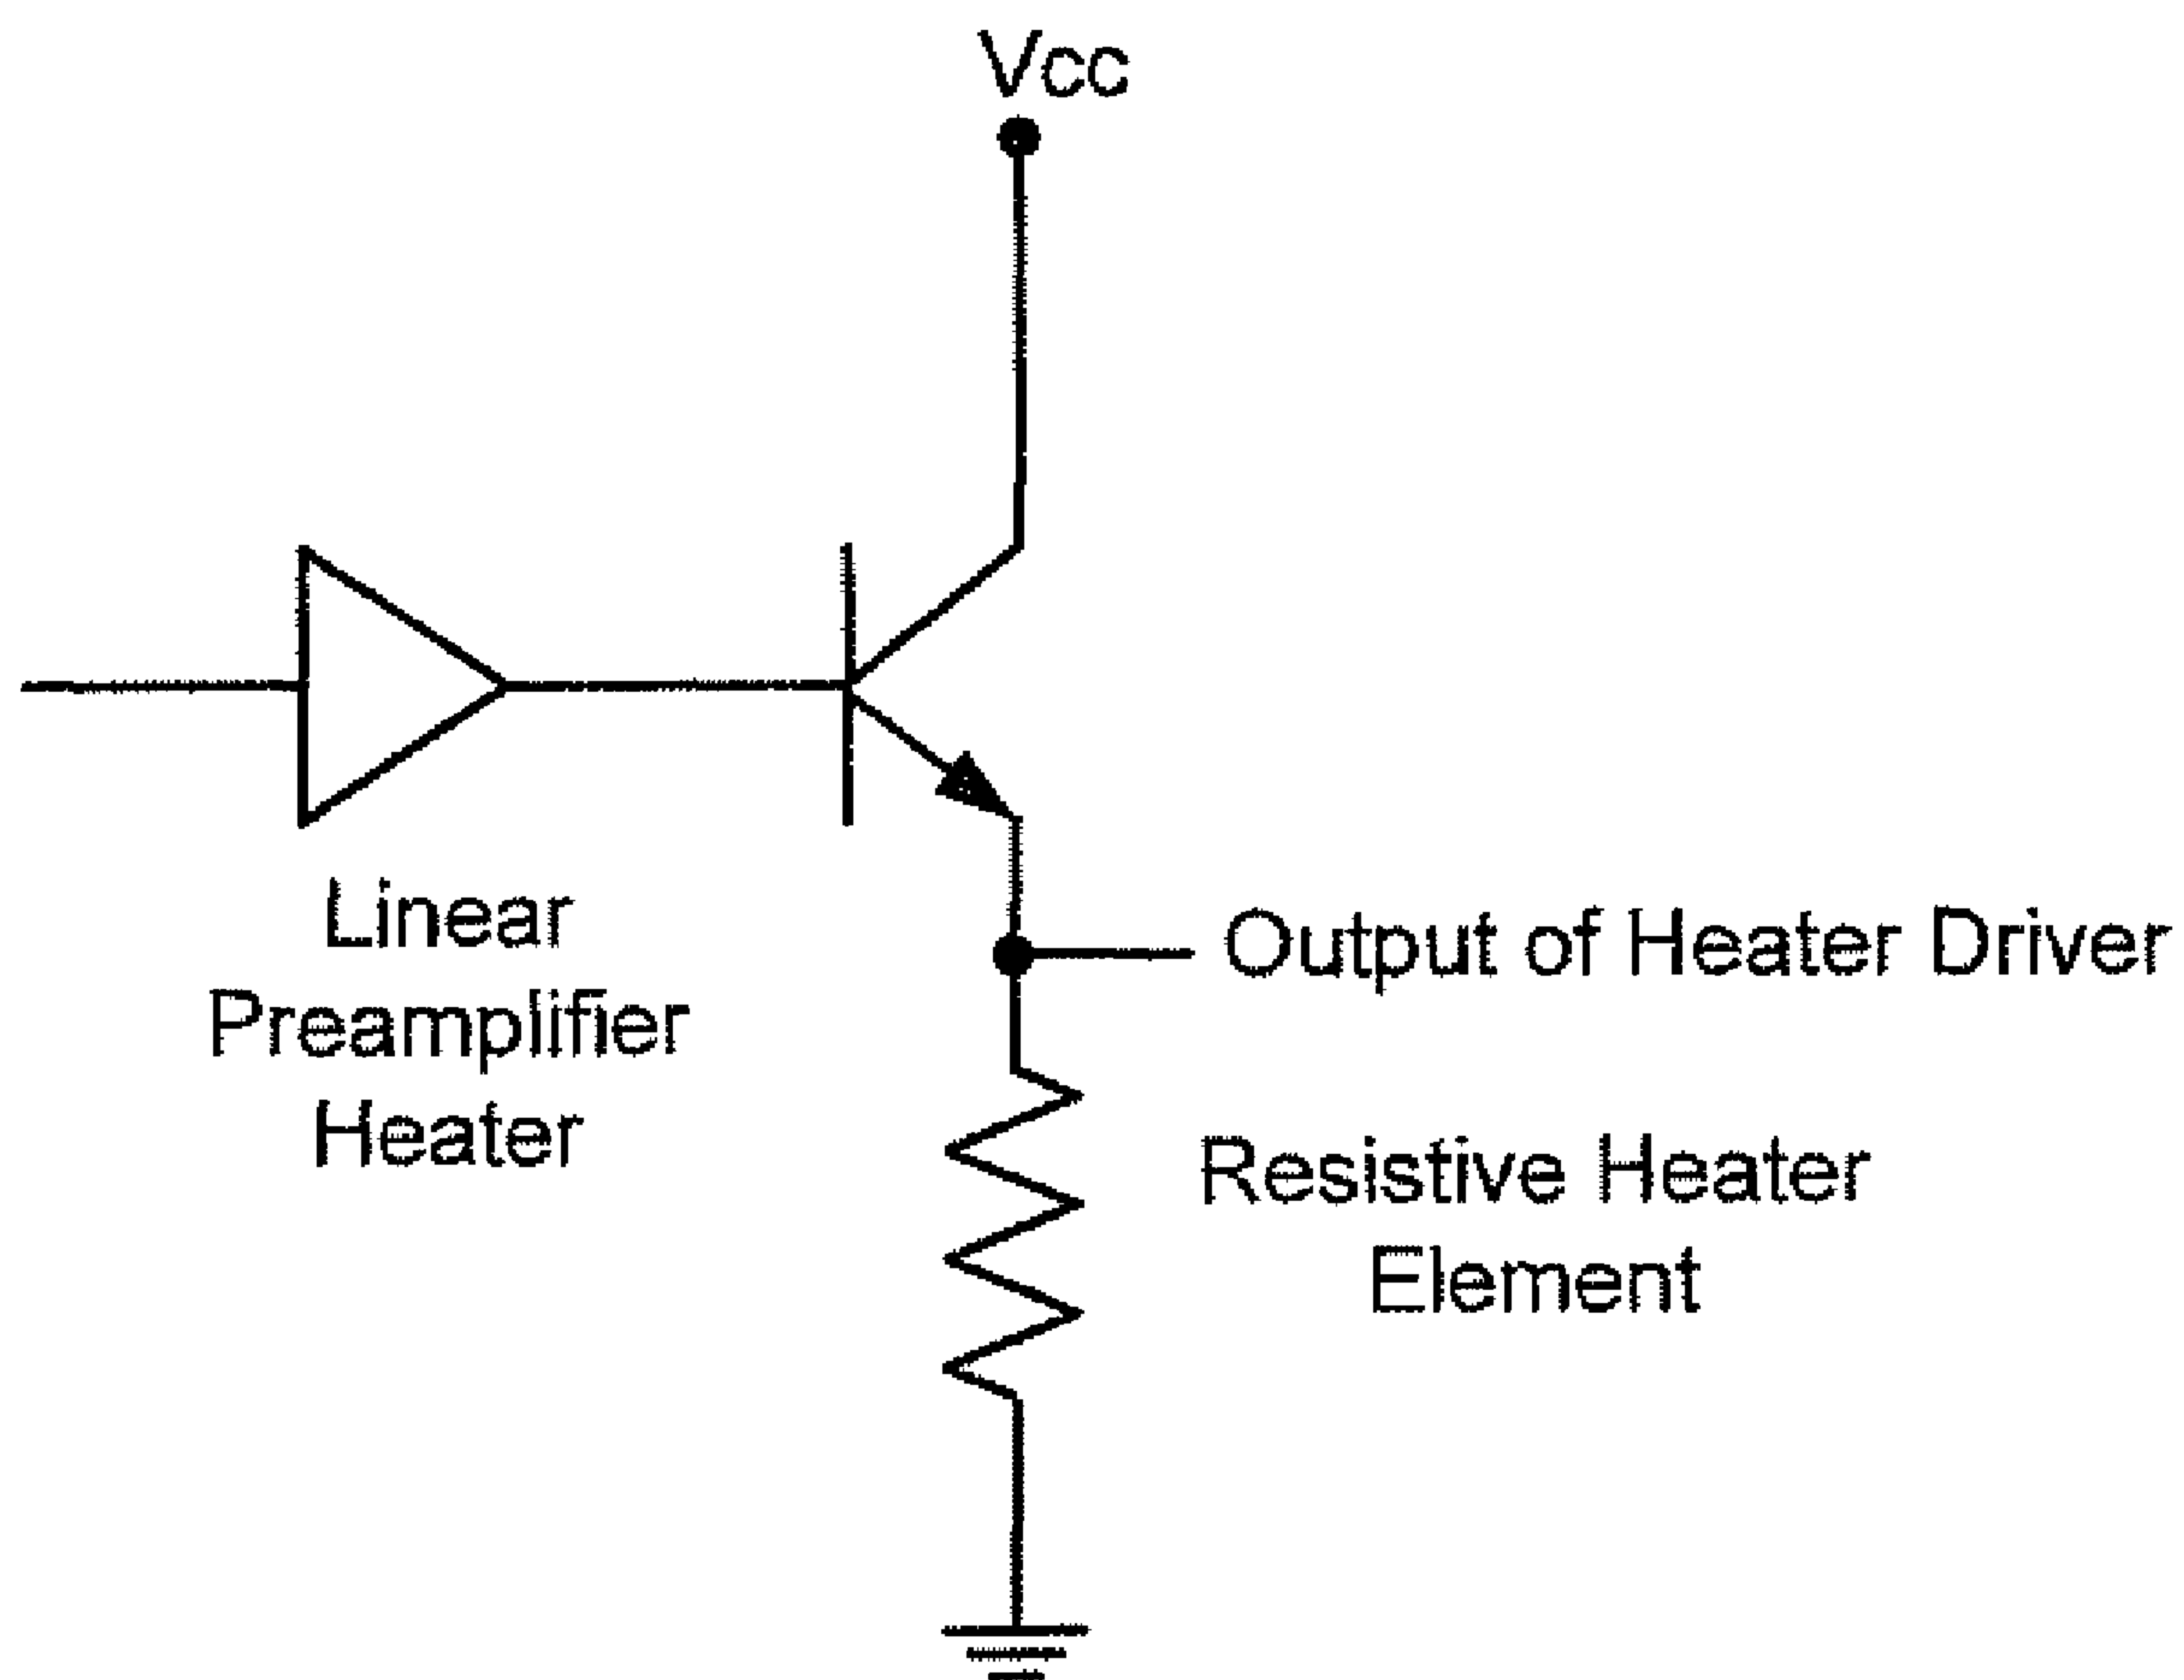 Vcc
Linear
Preamplifier
Heater
Output of Heater Driver
Resistive Heater
Element